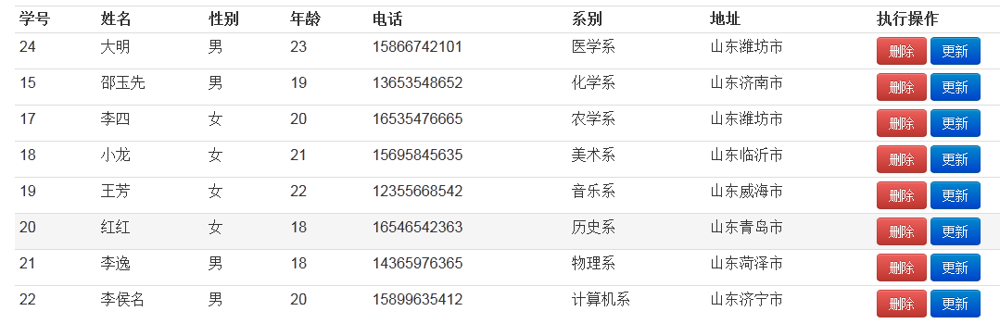 学号 姓名 性别 年龄 电话 系别 地址 执行操作
24 大明 男 23 15866742101 医学系 山东潍坊市 删除 更新
15 邵玉先 男 19 13653548652 化学系 山东济南市 删除 更新
17 李四 女 20 16535476665 农学系 山东潍坊市 删除 更新
18 小龙 女 21 15695845635 美术系 山东临沂市 删除 更新
19 王芳 女 22 12355668542 音乐系 山东威海市 删除 更新
20 红红 女 18 16546542363 历史系 山东青岛市 删除 更新
21 李逸 男 18 14365976365 物理系 山东菏泽市 删除 更新
22 李侯名 男 20 15899635412 计算机系 山东济宁市 删除 更新